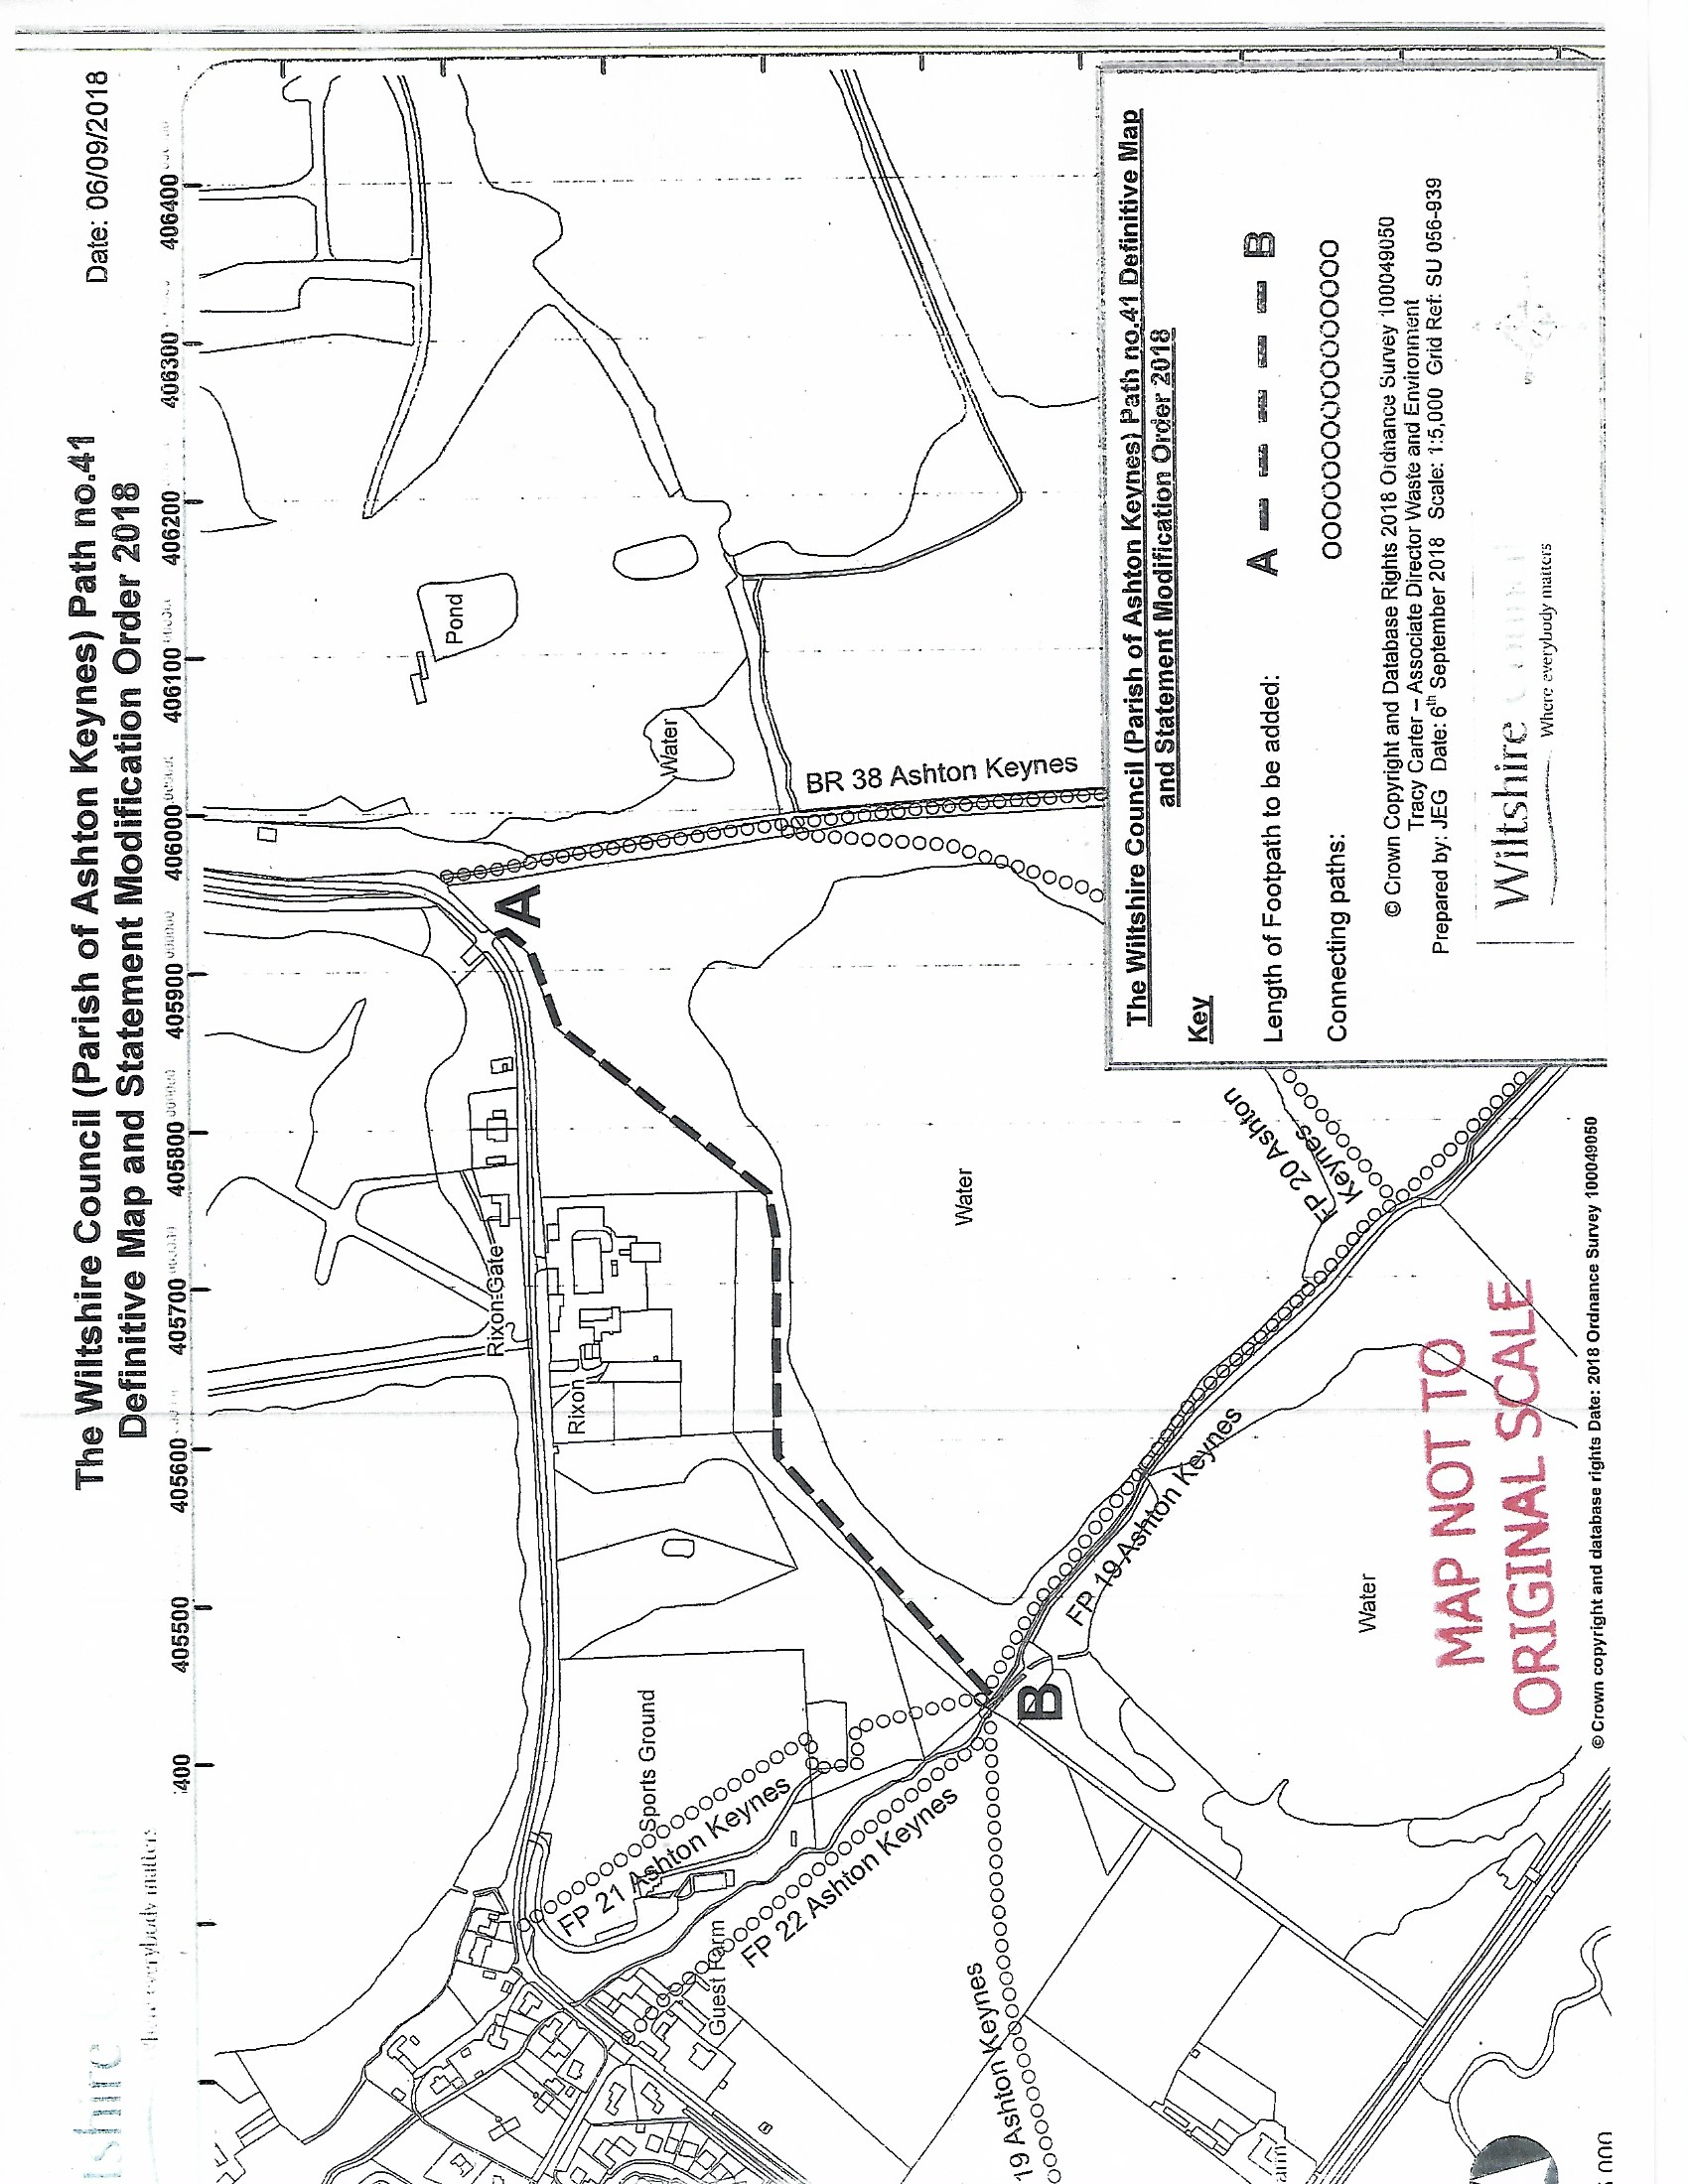 The Wiltshire Council (Parish of Ashton Keynes) Path no.41
Definitive Map and Statement Modification Order 2018
Date: 06/09/2018
Where everybody matters
400
405500
405600
405700
405800
405900
406000
406100
406200
406300
406400
Pond
Water
BR 38 Ashton Keynes
A
Rixon Gate
Rixon
Sports Ground
FP 21 Ashton Keynes
Guest Farm
FP 22 Ashton Keynes
B
Water
FP 19 Ashton Keynes
FP 20 Ashton
Keynes
19 Ashton Keynes
Water
MAP NOT TO
ORIGINAL SCALE
The Wiltshire Council (Parish of Ashton Keynes) Path no.41 Definitive Map
and Statement Modification Order 2018
Key
Length of Footpath to be added: A B
Connecting paths:
© Crown Copyright and Database Rights 2018 Ordnance Survey 100049050
Tracy Carter – Associate Director Waste and Environment
Prepared by: JEG Date: 6th September 2018 Scale: 1:5,000 Grid Ref: SU 056-939
Wiltshire
Where everybody matters
© Crown copyright and database rights Date: 2018 Ordnance Survey 100049050